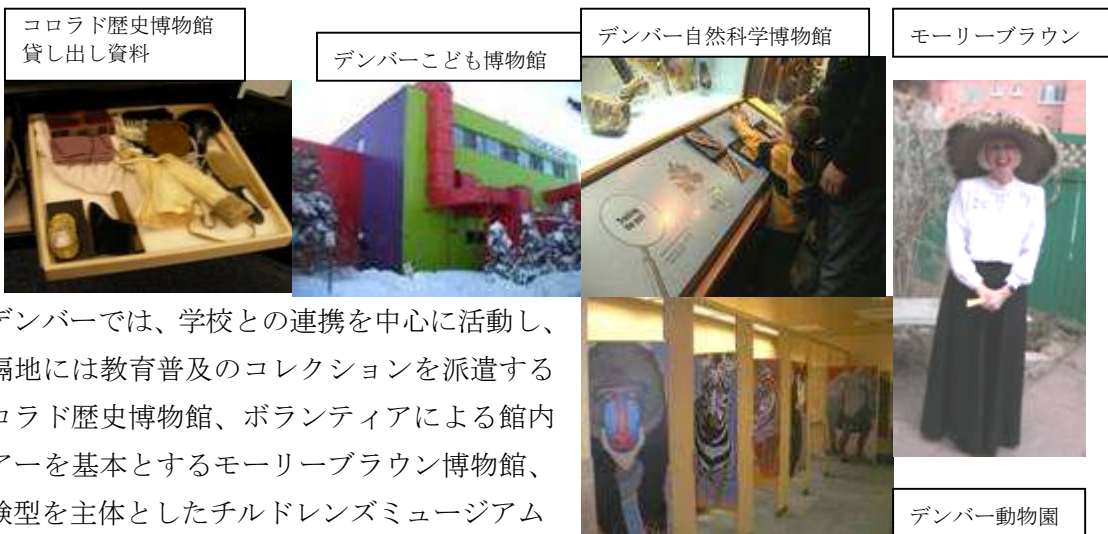 コロラド歴史博物館
貸し出し資料
デンバーこども博物館
デンバー自然科学博物館
モーリーブラウン
デンバーでは、学校との連携を中心に活動し、
隔地には教育普及のコレクションを派遣する
コロラド歴史博物館、ボランティアによる館内
アーを基本とするモーリーブラウン博物館、
験型を主体としたチルドレンズミュージアム
デンバー動物園